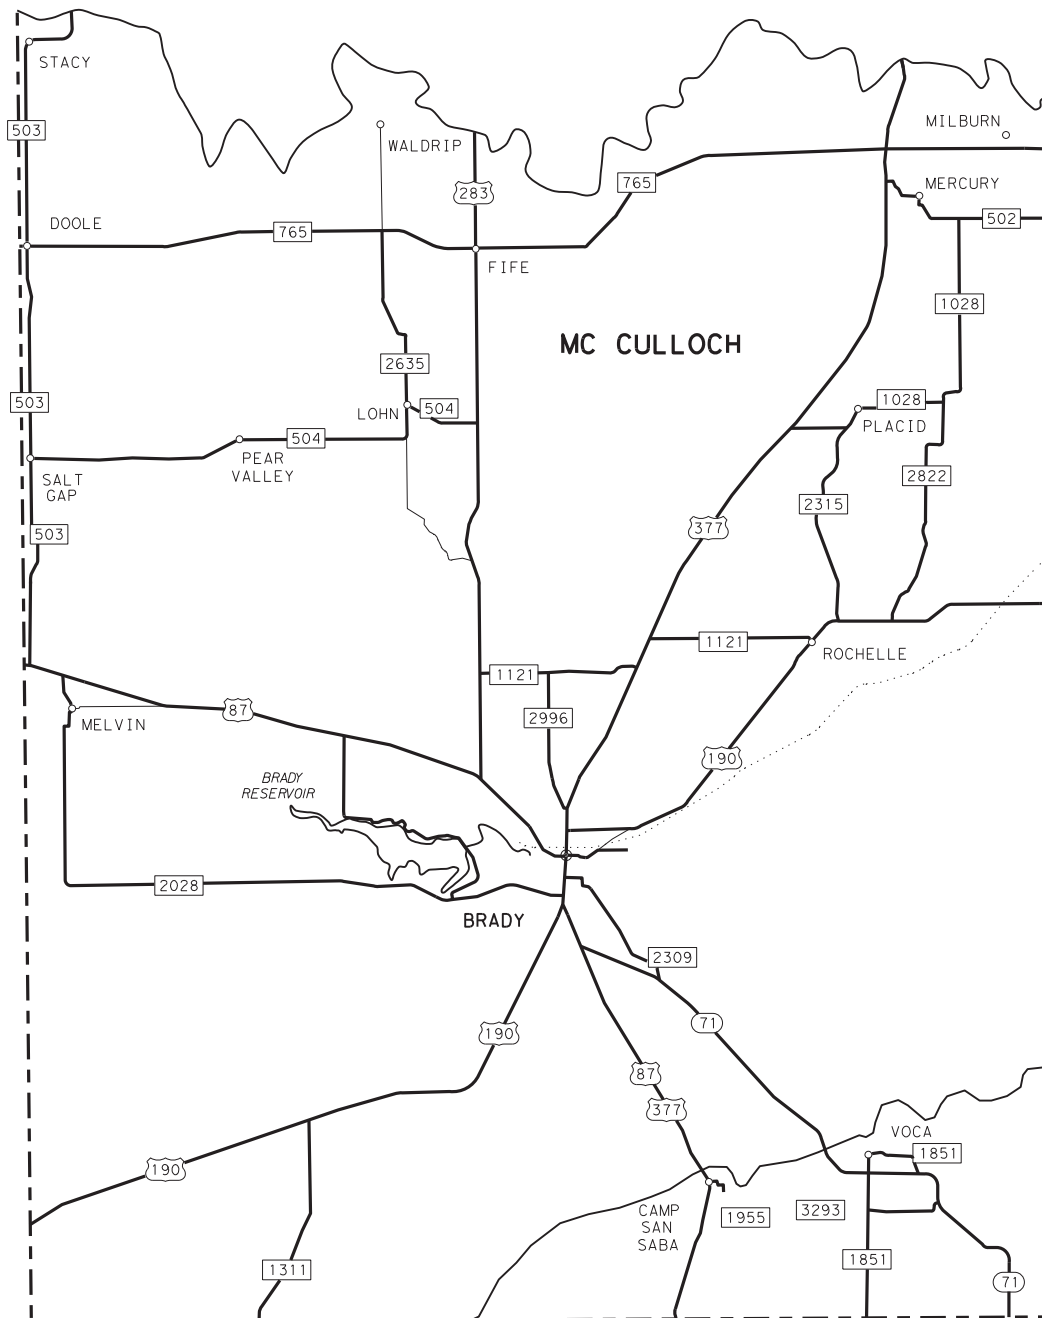 STACY
503
WALDRIP
MILBURN
765
283
MERCURY
DOOLE
765
502
FIFE
1028
MC CULLOCH
2635
503
LOHN
504
1028
PLACID
504
PEAR
VALLEY
SALT
GAP
2822
2315
377
503
1121
ROCHELLE
1121
87
2996
MELVIN
190
BRADY
RESERVOIR
2028
BRADY
2309
71
190
87
377
VOCA
1851
190
CAMP
SAN
SABA
1955
3293
1851
1311
71